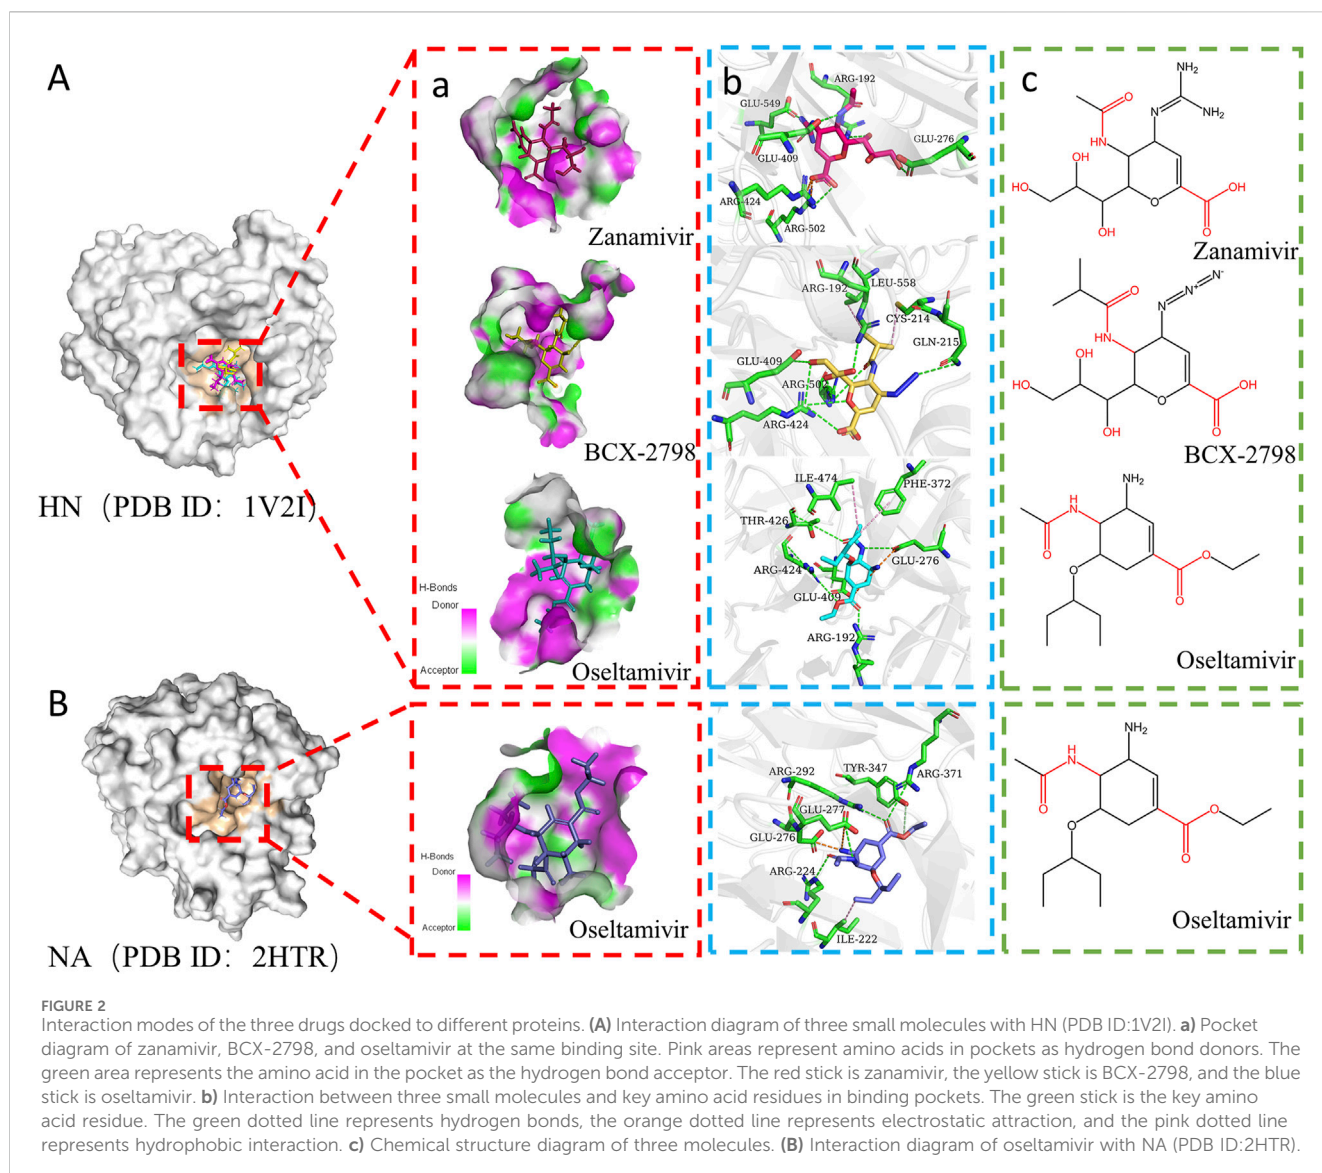 A
a
b
c
ARG-192
GLU-549
GLU-276
GLU-409
ARG-424
ARG-502
Zanamivir
NH₂
O
N
NH₂
HN
OH
HO
OH
O
OH
O
Zanamivir
HN（PDB ID： 1V2I）
BCX-2798
LEU-558
ARG-192
CYS-214
GLN-215
GLU-409
ARG-502
ARG-424
N⁻
N⁺
O
N
HN
OH
HO
OH
O
OH
O
BCX-2798
H-Bonds
Donor
Acceptor
Oseltamivir
ILE-474
PHE-372
THR-426
ARG-424
GLU-276
GLU-409
ARG-192
NH₂
H
N
O
O
O
O
Oseltamivir
B
NA （PDB ID： 2HTR）
H-Bonds
Donor
Acceptor
Oseltamivir
TYR-347
ARG-292
ARG-371
GLU-277
GLU-276
ARG-224
ILE-222
NH₂
H
N
O
O
O
O
Oseltamivir
FIGURE 2
Interaction modes of the three drugs docked to different proteins. (A) Interaction diagram of three small molecules with HN (PDB ID:1V2I). a) Pocket
diagram of zanamivir, BCX-2798, and oseltamivir at the same binding site. Pink areas represent amino acids in pockets as hydrogen bond donors. The
green area represents the amino acid in the pocket as the hydrogen bond acceptor. The red stick is zanamivir, the yellow stick is BCX-2798, and the blue
stick is oseltamivir. b) Interaction between three small molecules and key amino acid residues in binding pockets. The green stick is the key amino
acid residue. The green dotted line represents hydrogen bonds, the orange dotted line represents electrostatic attraction, and the pink dotted line
represents hydrophobic interaction. c) Chemical structure diagram of three molecules. (B) Interaction diagram of oseltamivir with NA (PDB ID:2HTR).